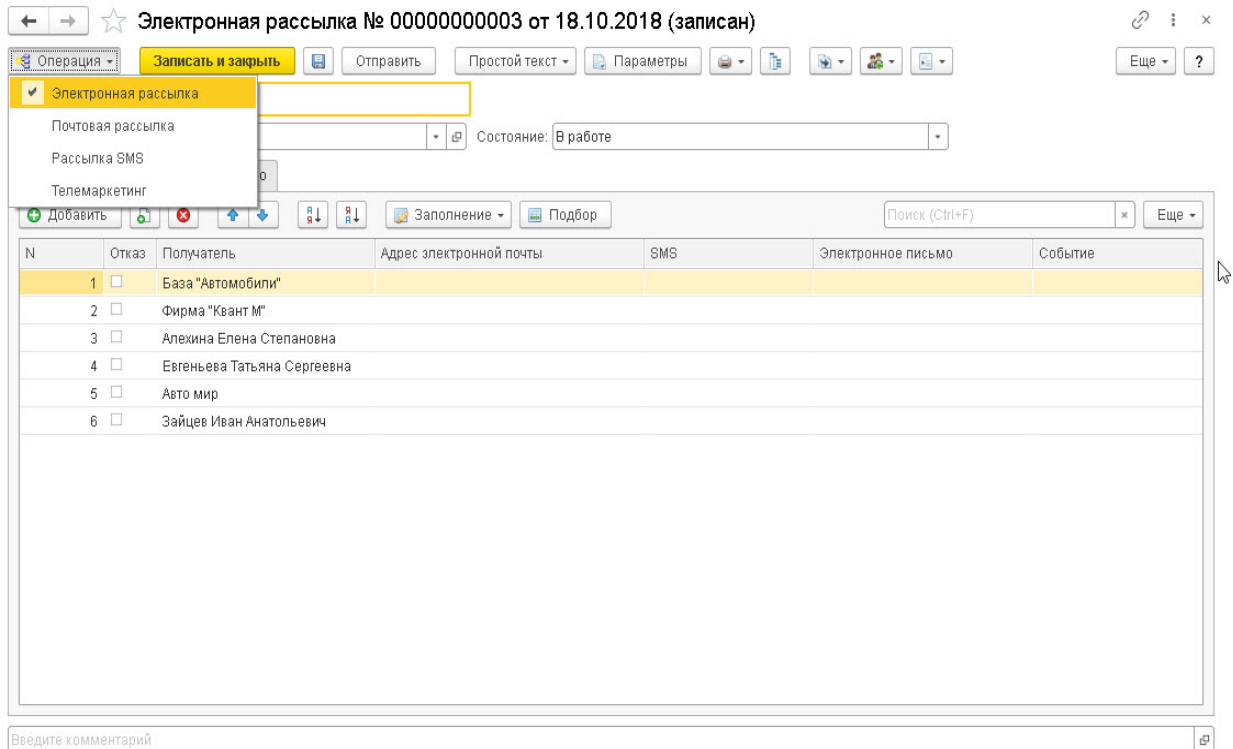 Электронная рассылка № 00000000003 от 18.10.2018 (записан)
Операция Записать и закрыть Отправить Простой текст Параметры Еще ?
Электронная рассылка
Почтовая рассылка
Рассылка SMS
Телемаркетинг
Состояние: В работе
о
Добавить Заполнение Подбор Поиск (Ctrl+F) × Еще
N Отказ Получатель Адрес электронной почты SMS Электронное письмо Событие
1 База "Автомобили"
2 Фирма "Квант М"
3 Алехина Елена Степановна
4 Евгеньева Татьяна Сергеевна
5 Авто мир
6 Зайцев Иван Анатольевич
Введите комментарий